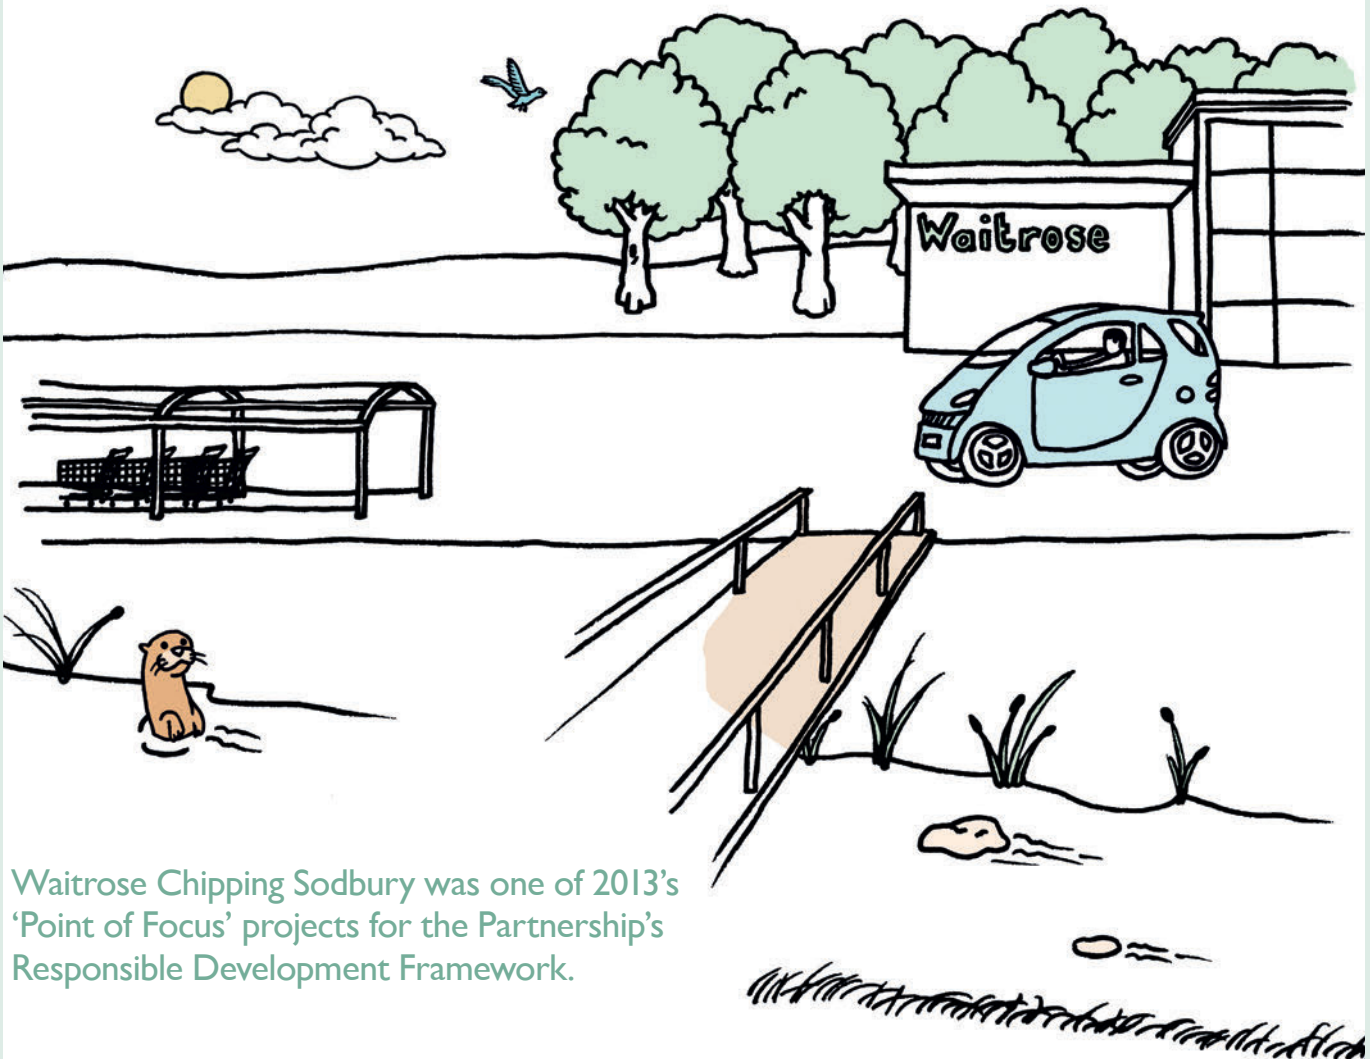 Waitrose
Waitrose Chipping Sodbury was one of 2013’s
‘Point of Focus’ projects for the Partnership’s
Responsible Development Framework.